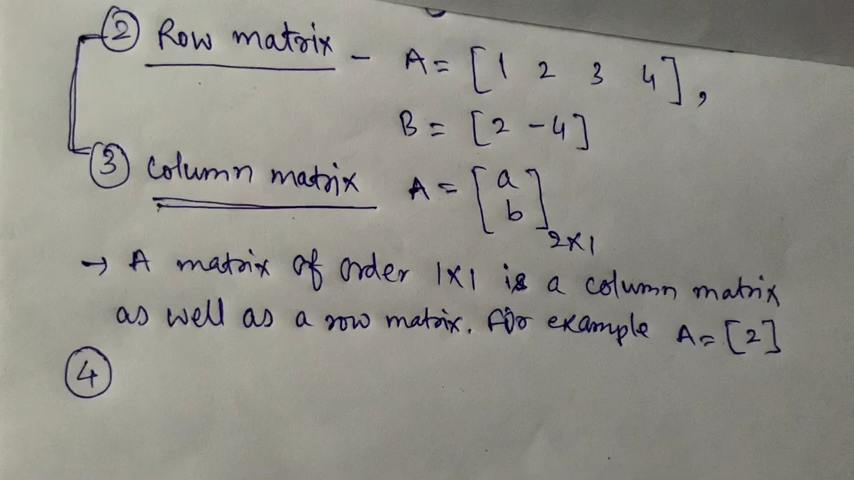 ② Row matrix - A = [1 2 3 4],
B = [2 -4]
③ Column matrix A = [a
b]2×1
→ A matrix of order 1×1 is a column matrix
as well as a row matrix. For example A = [2]
④